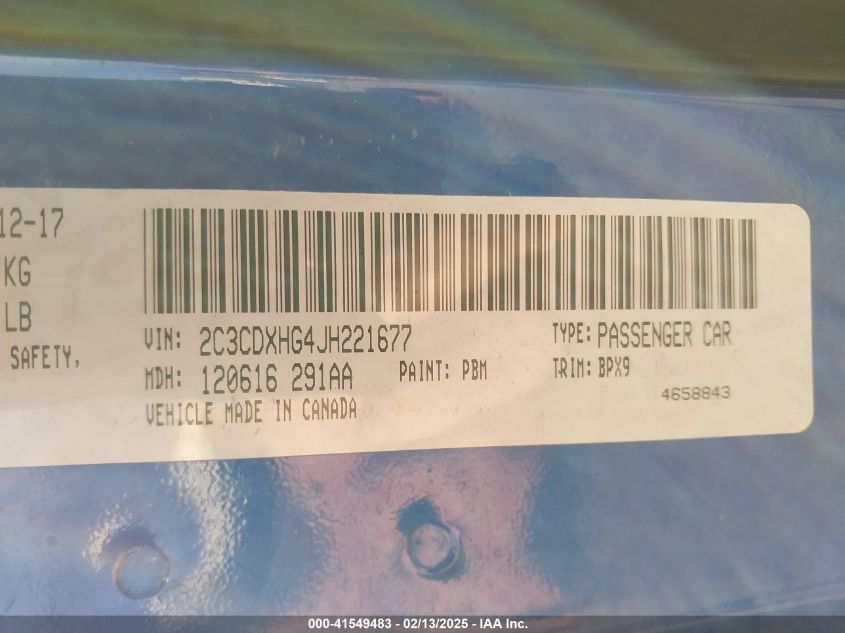 12-17
KG
LB
SAFETY,
VIN: 2C3CDXHG4JH221677
TYPE: PASSENGER CAR
MDH: 120616 291AA
PAINT: PBM
TRIM: BPX9
VEHICLE MADE IN CANADA
4658843
000-41549483 - 02/13/2025 - IAA Inc.